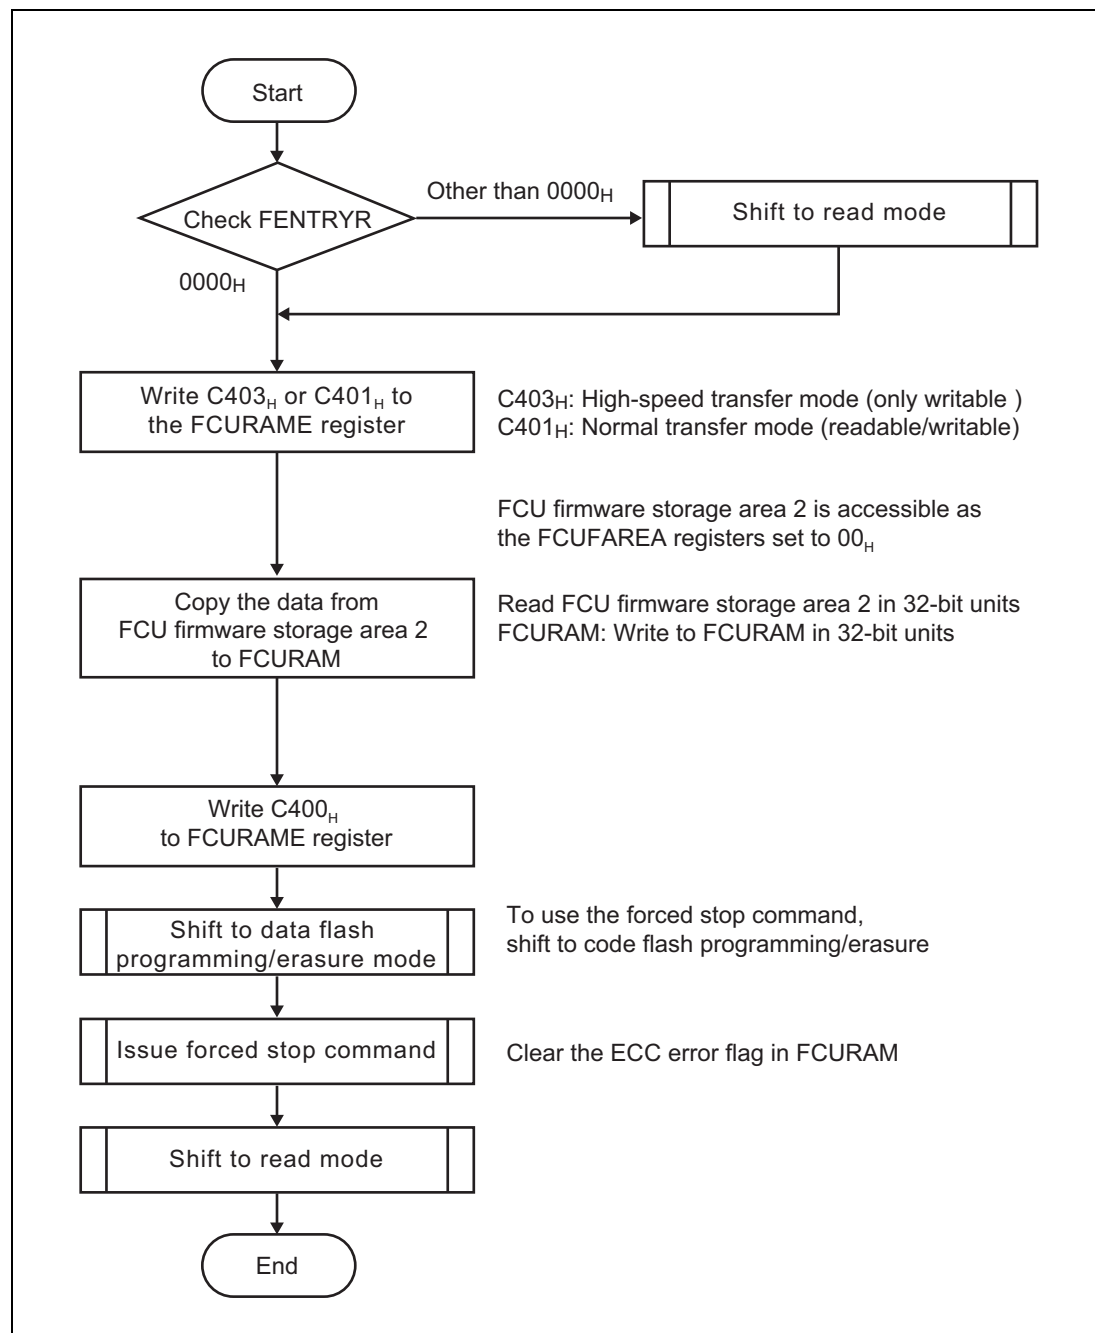 Start
Check FENTRYR
Other than 0000H
Shift to read mode
0000H
Write C403H or C401H to
the FCURAME register
C403H: High-speed transfer mode (only writable )
C401H: Normal transfer mode (readable/writable)
FCU firmware storage area 2 is accessible as
the FCUFAREA registers set to 00H
Copy the data from
FCU firmware storage area 2
to FCURAM
Read FCU firmware storage area 2 in 32-bit units
FCURAM: Write to FCURAM in 32-bit units
Write C400H
to FCURAME register
Shift to data flash
programming/erasure mode
To use the forced stop command,
shift to code flash programming/erasure
Issue forced stop command
Clear the ECC error flag in FCURAM
Shift to read mode
End